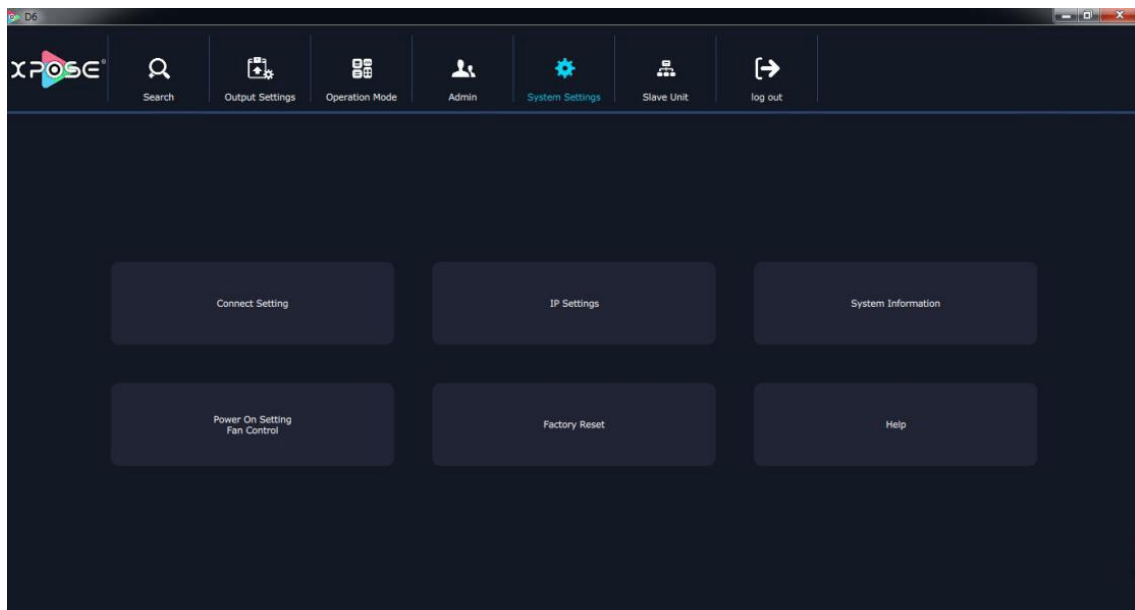 D6
XPOSE®
Search
Output Settings
Operation Mode
Admin
System Settings
Slave Unit
log out
Connect Setting
IP Settings
System Information
Power On Setting
Fan Control
Factory Reset
Help